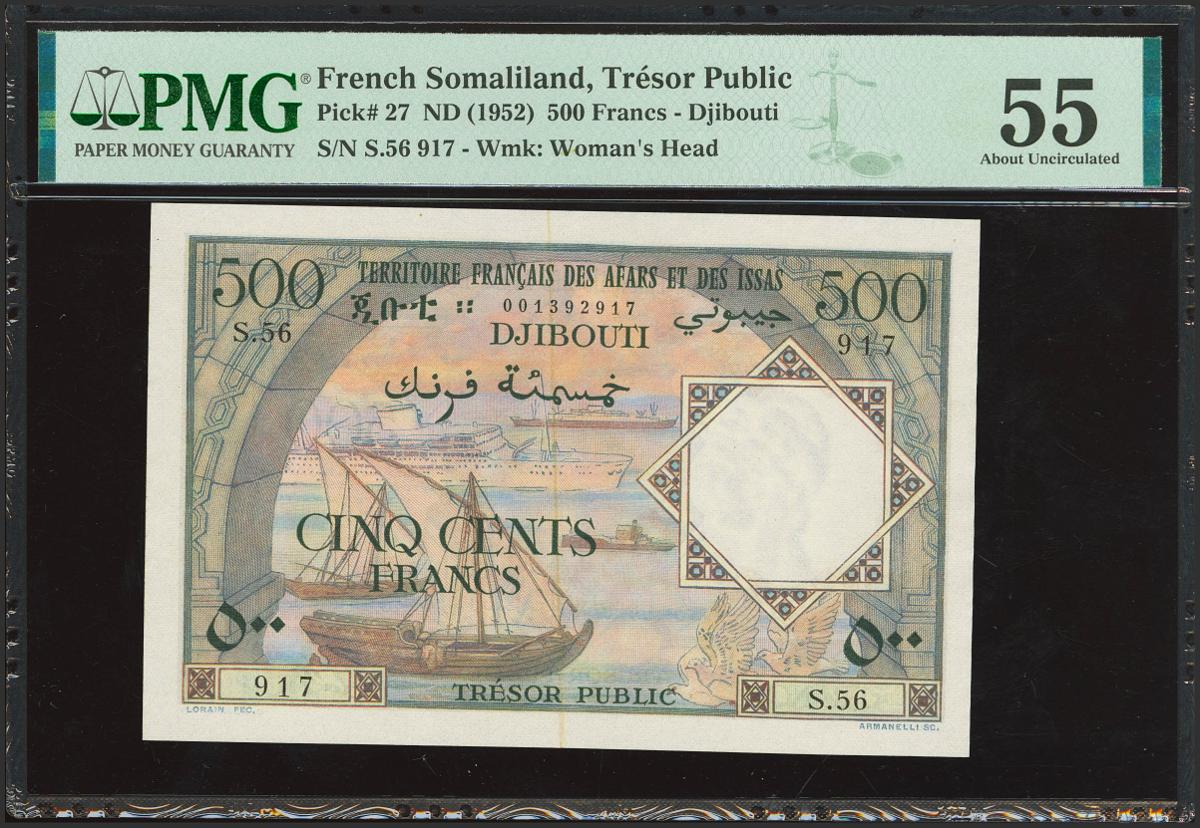 PMG®
PAPER MONEY GUARANTY
French Somaliland, Trésor Public
Pick# 27 ND (1952) 500 Francs - Djibouti
S/N S.56 917 - Wmk: Woman's Head
55
About Uncirculated
500 TERRITOIRE FRANÇAIS DES AFARS ET DES ISSAS 500
ጂቡቲ ። 001392917 جيبوتي
S.56 DJIBOUTI 917
خمسمئة فرنك
CINQ CENTS
FRANCS
٥٠٠ ٥٠٠
917 TRÉSOR PUBLIC S.56
LORAIN FEC. ARMANELLI SC.